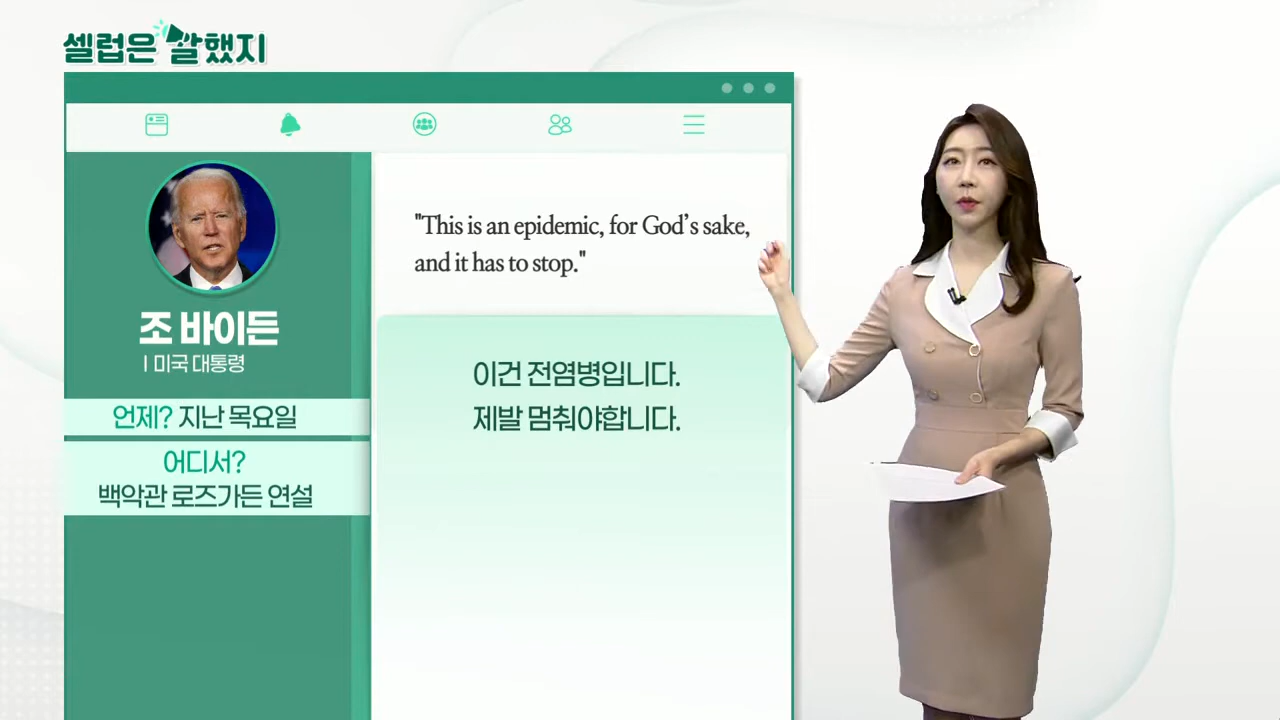 셀럽은 말했지
"This is an epidemic, for God’s sake,
and it has to stop."
조 바이든
| 미국 대통령
언제? 지난 목요일
어디서?
백악관 로즈가든 연설
이건 전염병입니다.
제발 멈춰야합니다.